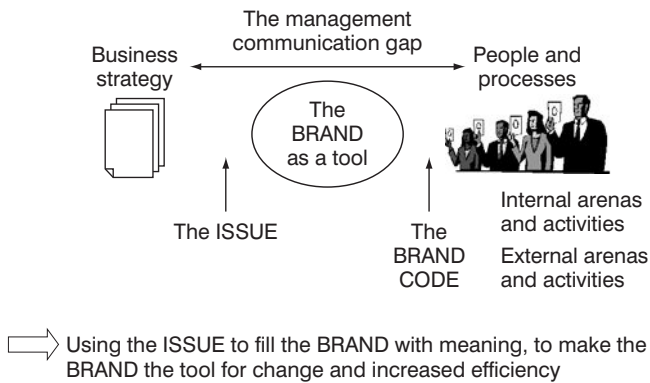 The management
communication gap
Business
strategy
People and
processes
The
BRAND
as a tool
Internal arenas
and activities
The ISSUE
The
BRAND
CODE
External arenas
and activities
Using the ISSUE to fill the BRAND with meaning, to make the
BRAND the tool for change and increased efficiency